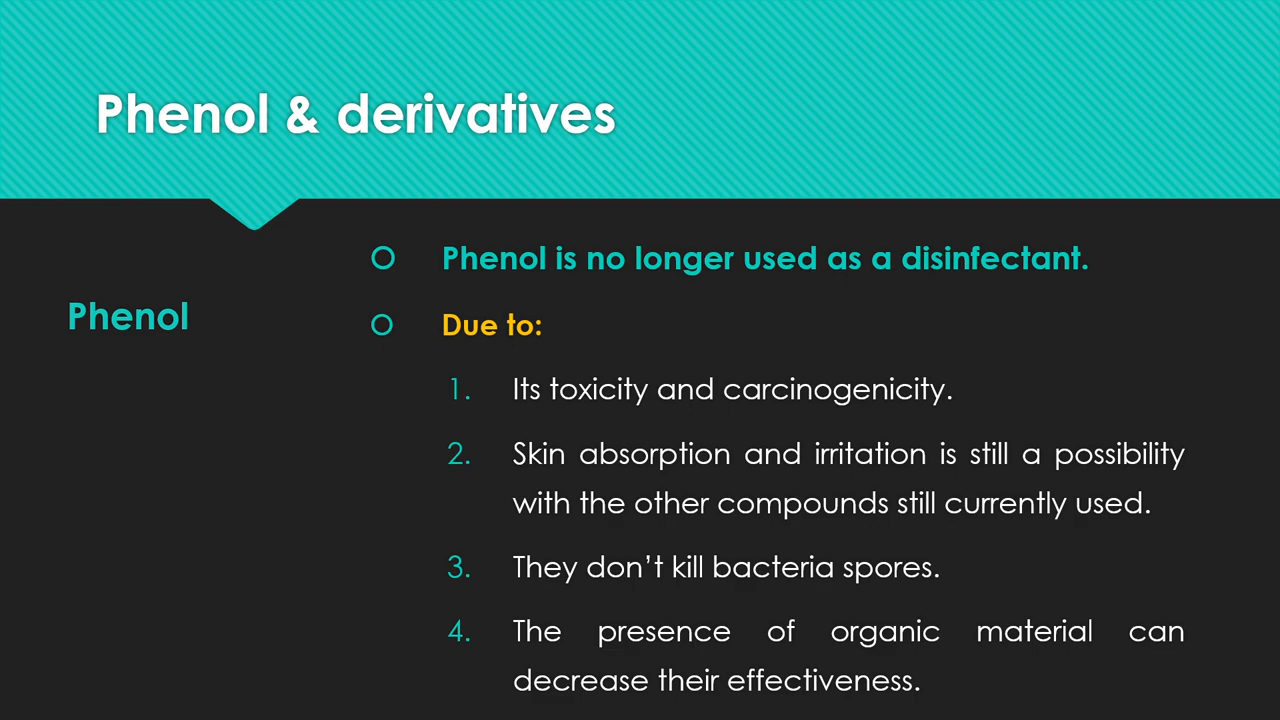 Phenol & derivatives
Phenol
Phenol is no longer used as a disinfectant.
Due to:
1. Its toxicity and carcinogenicity.
2. Skin absorption and irritation is still a possibility
with the other compounds still currently used.
3. They don’t kill bacteria spores.
4. The presence of organic material can
decrease their effectiveness.